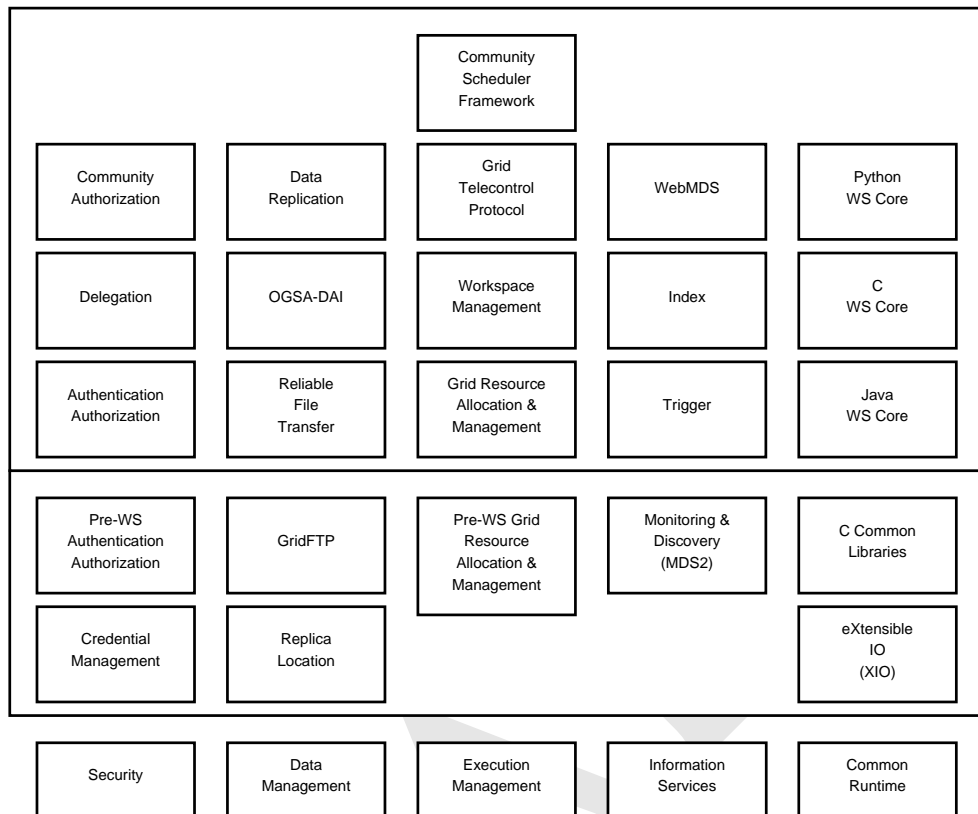 Community
Scheduler
Framework
Community
Authorization
Data
Replication
Grid
Telecontrol
Protocol
WebMDS
Python
WS Core
Delegation
OGSA-DAI
Workspace
Management
Index
C
WS Core
Authentication
Authorization
Reliable
File
Transfer
Grid Resource
Allocation &
Management
Trigger
Java
WS Core
Pre-WS
Authentication
Authorization
GridFTP
Pre-WS Grid
Resource
Allocation &
Management
Monitoring &
Discovery
(MDS2)
C Common
Libraries
Credential
Management
Replica
Location
eXtensible
IO
(XIO)
Security
Data
Management
Execution
Management
Information
Services
Common
Runtime